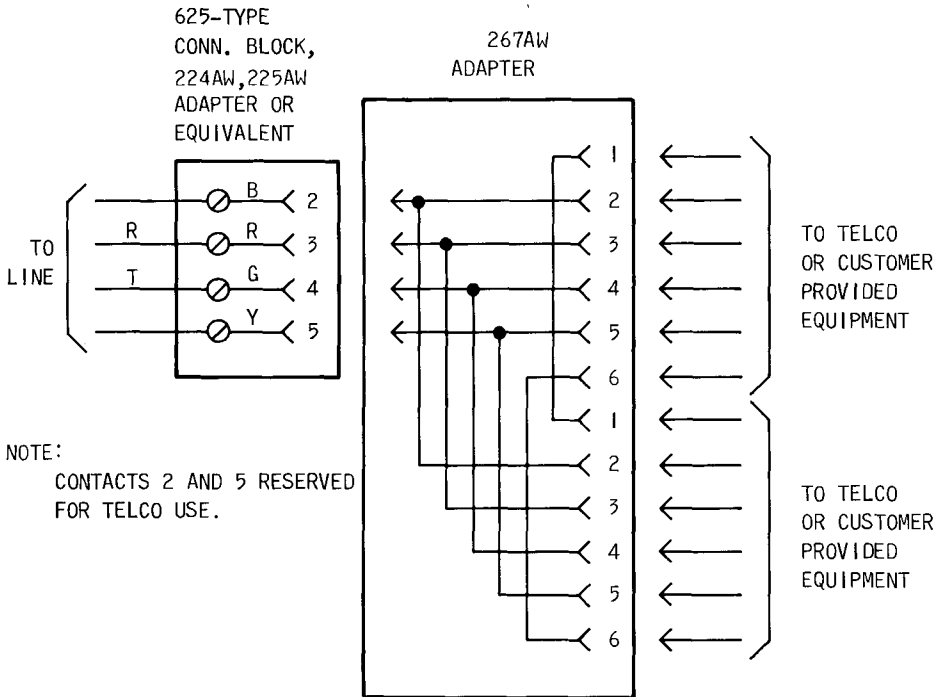 625-TYPE
CONN. BLOCK,
224AW,225AW
ADAPTER OR
EQUIVALENT
267AW
ADAPTER
TO
LINE
R
T
B
R
G
Y
2
3
4
5
1
2
3
4
5
6
1
2
3
4
5
6
TO TELCO
OR CUSTOMER
PROVIDED
EQUIPMENT
TO TELCO
OR CUSTOMER
PROVIDED
EQUIPMENT
NOTE:
CONTACTS 2 AND 5 RESERVED
FOR TELCO USE.